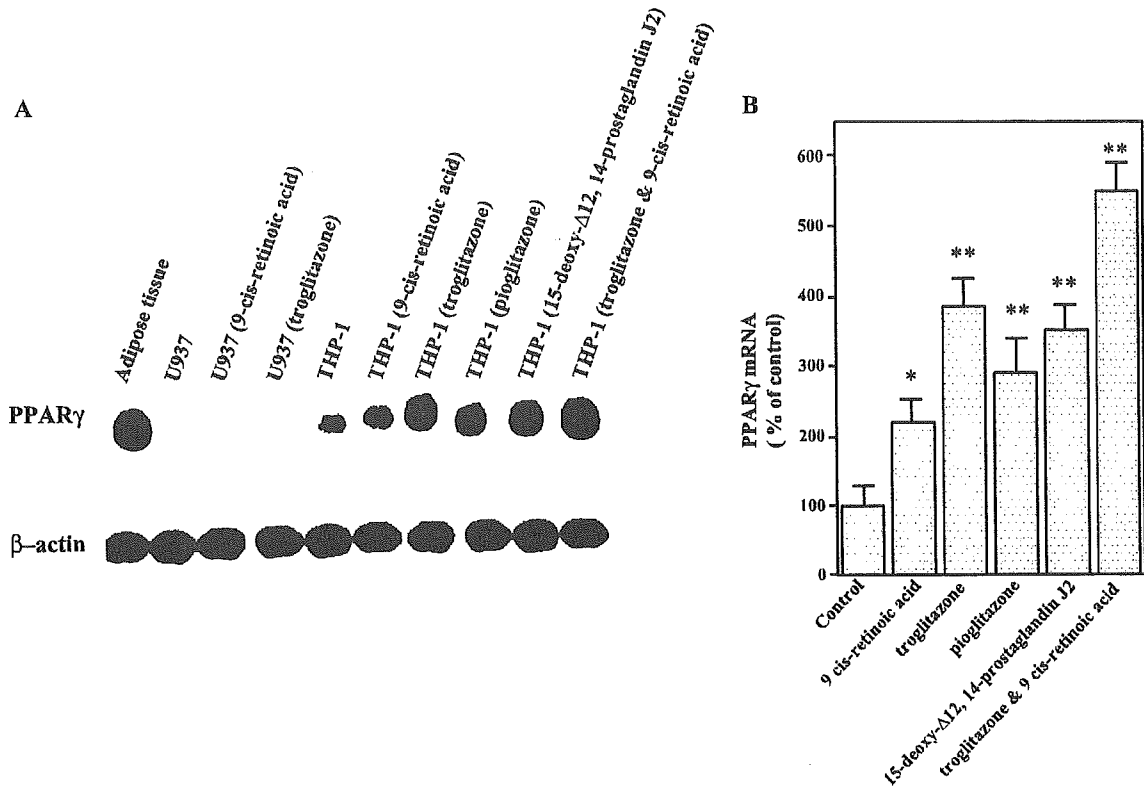 A
Adipose tissue
U937
U937 (9-cis-retinoic acid)
U937 (troglitazone)
THP-1
THP-1 (9-cis-retinoic acid)
THP-1 (troglitazone)
THP-1 (pioglitazone)
THP-1 (15-deoxy-Δ12, 14-prostaglandin J2)
THP-1 (troglitazone & 9-cis-retinoic acid)
PPARγ
β–actin
B
PPARγ mRNA
( % of control)
600
500
400
300
200
100
0
*
**
**
**
**
Control
9 cis-retinoic acid
troglitazone
pioglitazone
15-deoxy-Δ12, 14-prostaglandin J2
troglitazone & 9 cis-retinoic acid